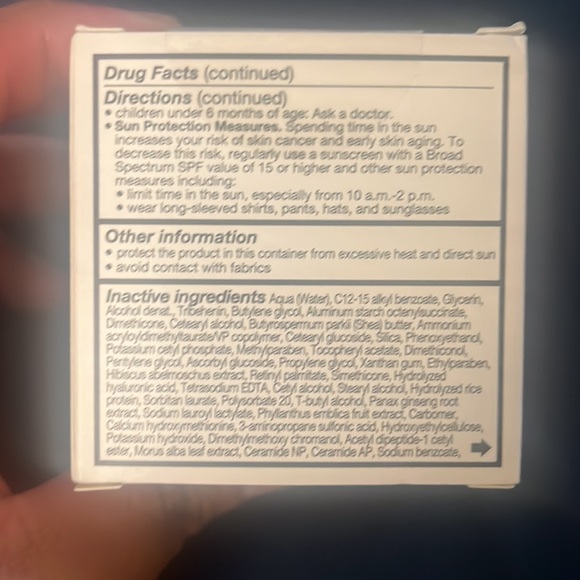 Drug Facts (continued)
Directions (continued)
• children under 6 months of age: Ask a doctor.
• Sun Protection Measures. Spending time in the sun
increases your risk of skin cancer and early skin aging. To
decrease this risk, regularly use a sunscreen with a Broad
Spectrum SPF value of 15 or higher and other sun protection
measures including:
• limit time in the sun, especially from 10 a.m.-2 p.m.
• wear long-sleeved shirts, pants, hats, and sunglasses
Other information
• protect the product in this container from excessive heat and direct sun
• avoid contact with fabrics
Inactive ingredients Aqua (Water), C12-15 alkyl benzoate, Glycerin,
Alcohol denat., Tribehenin, Butylene glycol, Aluminum starch octenylsuccinate,
Dimethicone, Cetearyl alcohol, Butyrospermum parkii (Shea) butter, Ammonium
acryloyldimethyltaurate/VP copolymer, Cetearyl glucoside, Silica, Phenoxyethanol,
Potassium cetyl phosphate, Methylparaben, Tocopheryl acetate, Dimethiconol,
Pentylene glycol, Ascorbyl glucoside, Propylene glycol, Xanthan gum, Ethylparaben,
Hibiscus abelmoschus extract, Retinyl palmitate, Simethicone, Hydrolyzed
hyaluronic acid, Tetrasodium EDTA, Cetyl alcohol, Stearyl alcohol, Hydrolyzed rice
protein, Sorbitan laurate, Polysorbate 20, T-butyl alcohol, Panax ginseng root
extract, Sodium lauroyl lactylate, Phyllanthus emblica fruit extract, Carbomer,
Calcium hydroxymethionine, 3-aminopropane sulfonic acid, Hydroxyethylcellulose,
Potassium hydroxide, Dimethylmethoxy chromanol, Acetyl dipeptide-1 cetyl
ester, Morus alba leaf extract, Ceramide NP, Ceramide AP, Sodium benzoate,